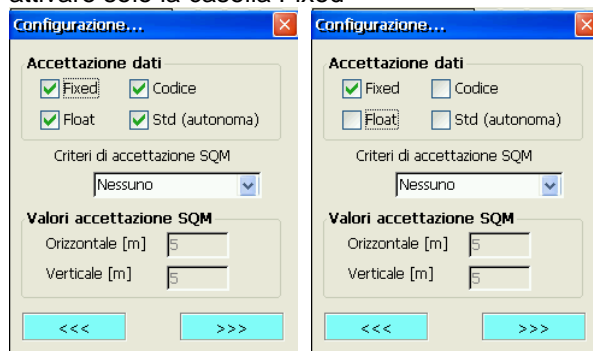 attivare solo la casella Fixed
Configurazione...
Accettazione dati
Fixed Codice
Float Std (autonoma)
Criteri di accettazione SQM
Nessuno
Valori accettazione SQM
Orizzontale [m] 5
Verticale [m] 5
<<< >>>
Configurazione...
Accettazione dati
Fixed Codice
Float Std (autonoma)
Criteri di accettazione SQM
Nessuno
Valori accettazione SQM
Orizzontale [m] 5
Verticale [m] 5
<<< >>>